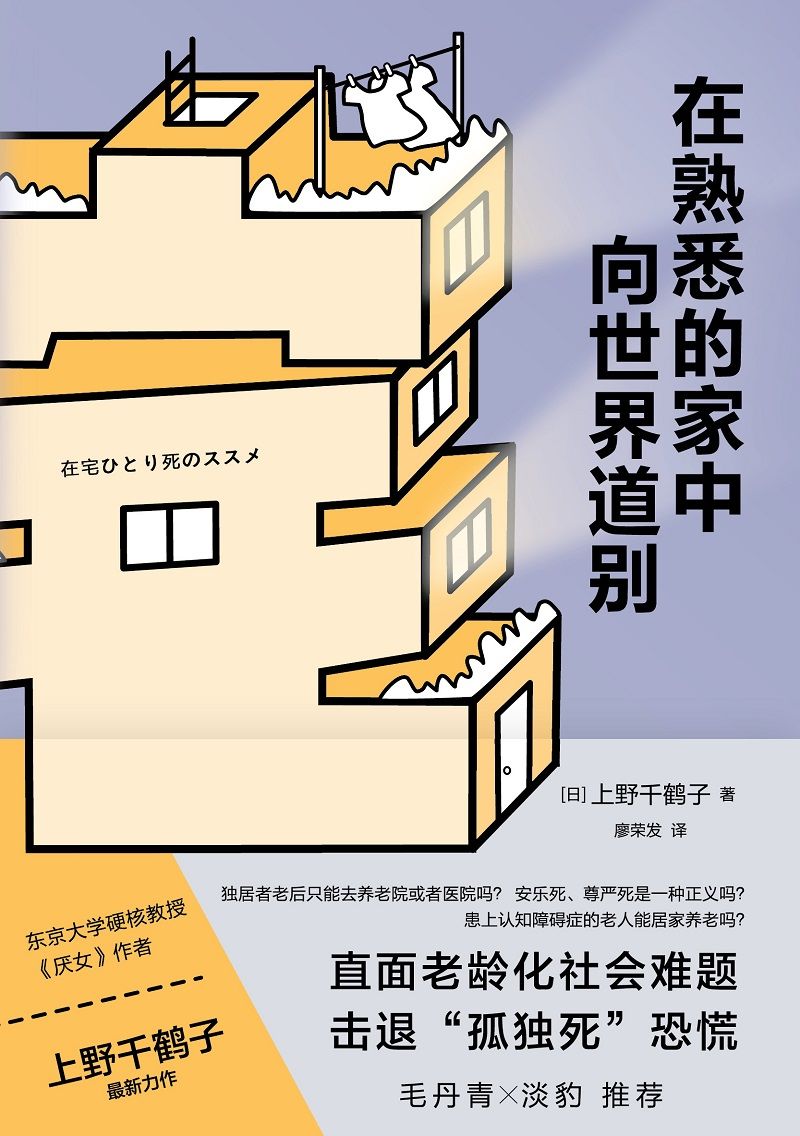 在熟悉的家中
向世界道别
在宅ひとり死のススメ
[日] 上野千鹤子 著
廖荣发 译
独居者老后只能去养老院或者医院吗? 安乐死、尊严死是一种正义吗?
患上认知障碍症的老人能居家养老吗?
直面老龄化社会难题
击退“孤独死”恐慌
毛丹青×淡豹 推荐
东京大学硬核教授
《厌女》作者
上野千鹤子
最新力作